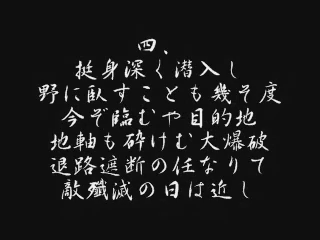 四、
挺身深く潜入し
野に臥すことも幾そ度
今ぞ臨むや目的地
地軸も砕けむ大爆破
退路遮断の任なりて
敵殲滅の日は近し